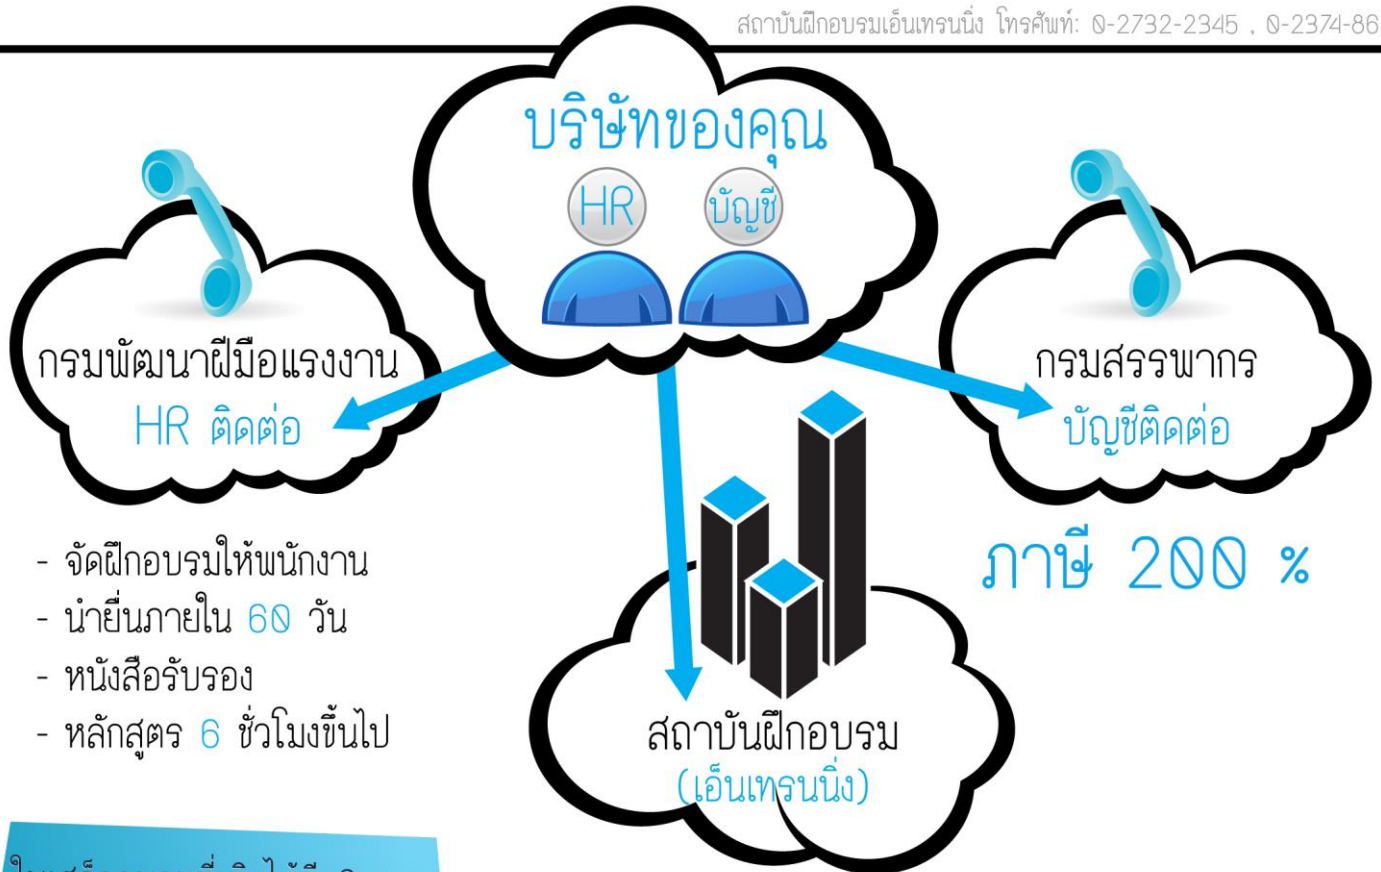 สถาบันฝึกอบรมเอ็นเทรนนิ่ง โทรศัพท์: 0-2732-2345 , 0-2374-86
บริษัทของคุณ
HR
บัญชี
กรมพัฒนาฝีมือแรงงาน
HR ติดต่อ
กรมสรรพากร
บัญชีติดต่อ
- จัดฝึกอบรมให้พนักงาน
- นำยื่นภายใน 60 วัน
- หนังสือรับรอง
- หลักสูตร 6 ชั่วโมงขึ้นไป
ภาษี 200 %
สถาบันฝึกอบรม
(เอ็นเทรนนิ่ง)